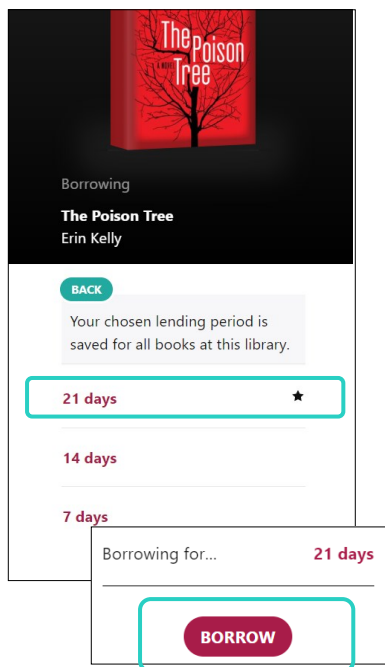 The Poison
A NOVEL
Tree
Borrowing
The Poison Tree
Erin Kelly
BACK
Your chosen lending period is
saved for all books at this library.
21 days
14 days
7 days
Borrowing for...
21 days
BORROW